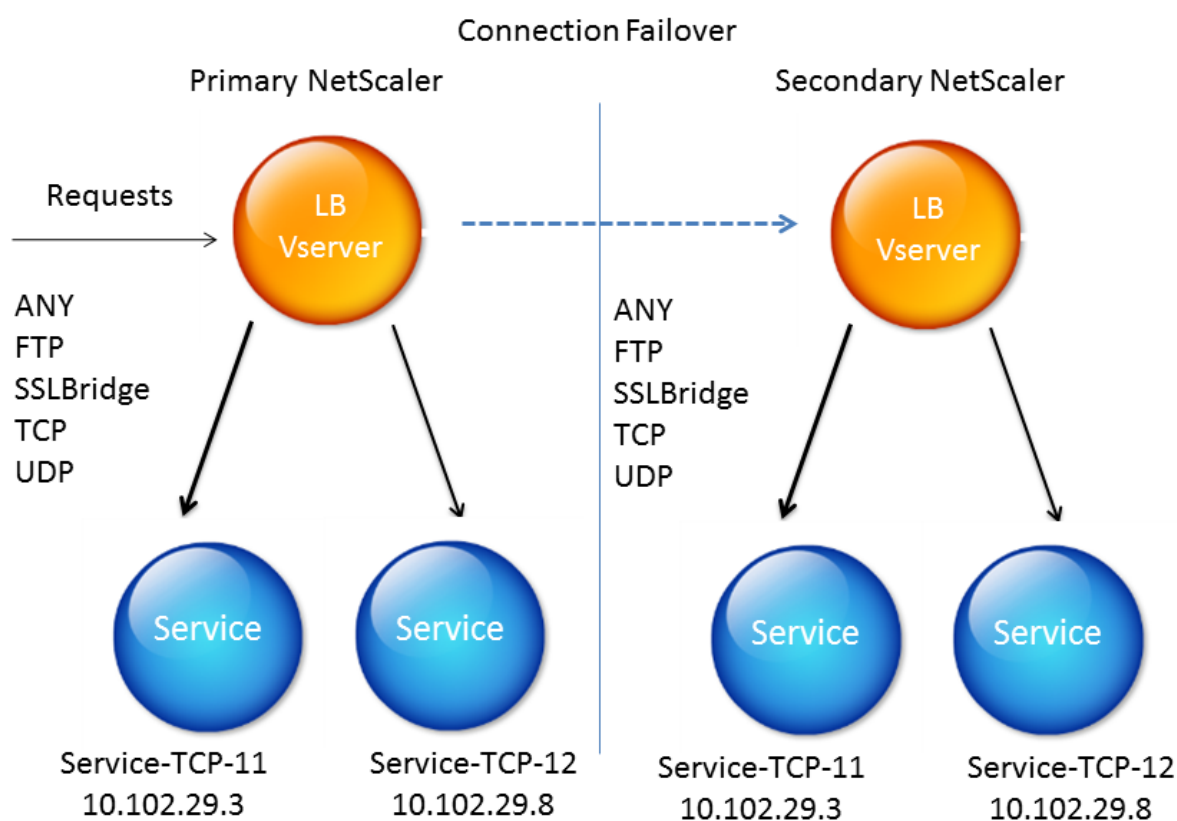 Connection Failover
Primary NetScaler
Secondary NetScaler
Requests
LB
Vserver
ANY
FTP
SSLBridge
TCP
UDP
Service
Service
Service-TCP-11
10.102.29.3
Service-TCP-12
10.102.29.8
LB
Vserver
ANY
FTP
SSLBridge
TCP
UDP
Service
Service
Service-TCP-11
10.102.29.3
Service-TCP-12
10.102.29.8